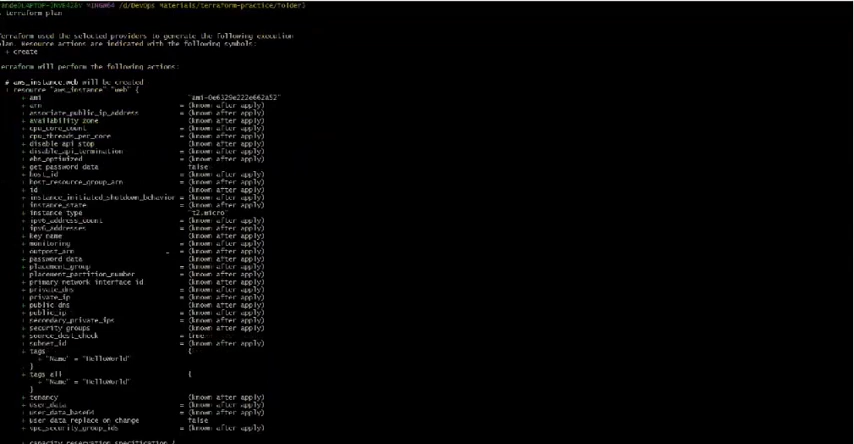 MINGW64 /d/DevOps Materials/terraform-practice/folder3
terraform plan
terraform used the selected providers to generate the following execution
plan. Resource actions are indicated with the following symbols:
+ create
terraform will perform the following actions:
# aws_instance.web will be created
+ resource "aws_instance" "web" {
+ ami "ami-0e6329e222e662a52"
+ arn = (known after apply)
+ associate_public_ip_address = (known after apply)
+ availability_zone (known after apply)
+ cpu_core_count = (known after apply)
+ cpu_threads_per_core = (known after apply)
+ disable_api_stop (known after apply)
+ disable_api_termination = (known after apply)
+ ebs_optimized = (known after apply)
+ get_password_data false
+ host_id = (known after apply)
+ host_resource_group_arn = (known after apply)
+ id (known after apply)
+ instance_initiated_shutdown_behavior = (known after apply)
+ instance_state = (known after apply)
+ instance_type "t2.micro"
+ ipv6_address_count = (known after apply)
+ ipv6_addresses = (known after apply)
+ key_name (known after apply)
+ monitoring = (known after apply)
+ outpost_arn = (known after apply)
+ password_data (known after apply)
+ placement_group = (known after apply)
+ placement_partition_number = (known after apply)
+ primary_network_interface_id (known after apply)
+ private_dns = (known after apply)
+ private_ip = (known after apply)
+ public_dns (known after apply)
+ public_ip = (known after apply)
+ secondary_private_ips = (known after apply)
+ security_groups (known after apply)
+ source_dest_check = true
+ subnet_id = (known after apply)
+ tags {
+ "Name" = "HelloWorld"
}
+ tags_all {
+ "Name" = "HelloWorld"
}
+ tenancy (known after apply)
+ user_data = (known after apply)
+ user_data_base64 = (known after apply)
+ user_data_replace_on_change false
+ vpc_security_group_ids = (known after apply)
+ capacity_reservation_specification {